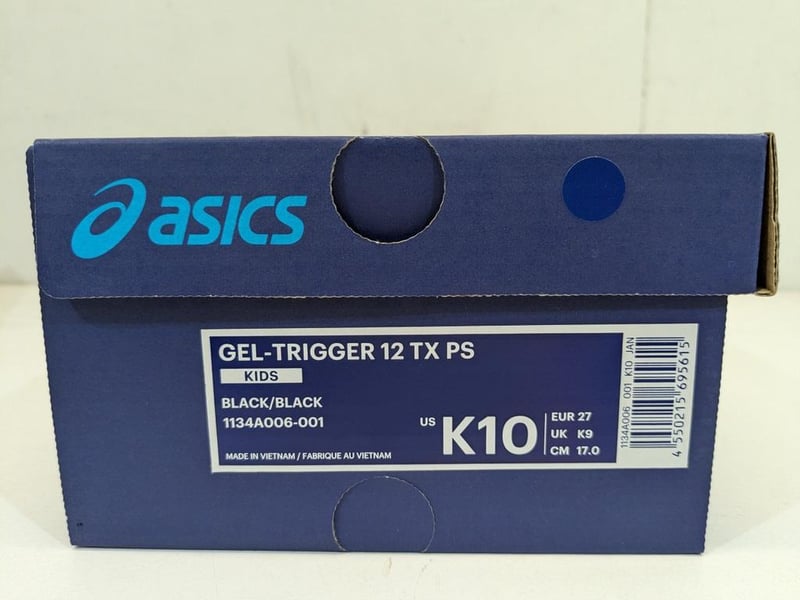 asics
GEL-TRIGGER 12 TX PS
KIDS
BLACK/BLACK
1134A006-001
MADE IN VIETNAM / FABRIQUE AU VIETNAM
US K10
EUR 27
UK K9
CM 17.0
1134A006 001 K10 JAN
4 550215 695615